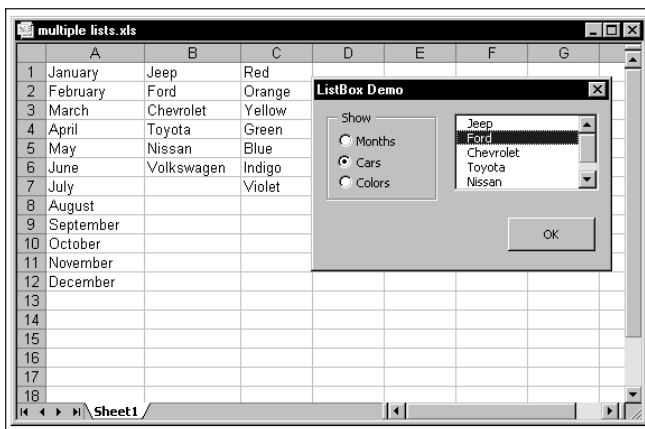 multiple lists.xls
A B C D E F G
1 January Jeep Red
2 February Ford Orange
3 March Chevrolet Yellow
4 April Toyota Green
5 May Nissan Blue
6 June Volkswagen Indigo
7 July Violet
8 August
9 September
10 October
11 November
12 December
13
14
15
16
17
18
Sheet1
ListBox Demo
Show
Months
Cars
Colors
Jeep
Ford
Chevrolet
Toyota
Nissan
OK